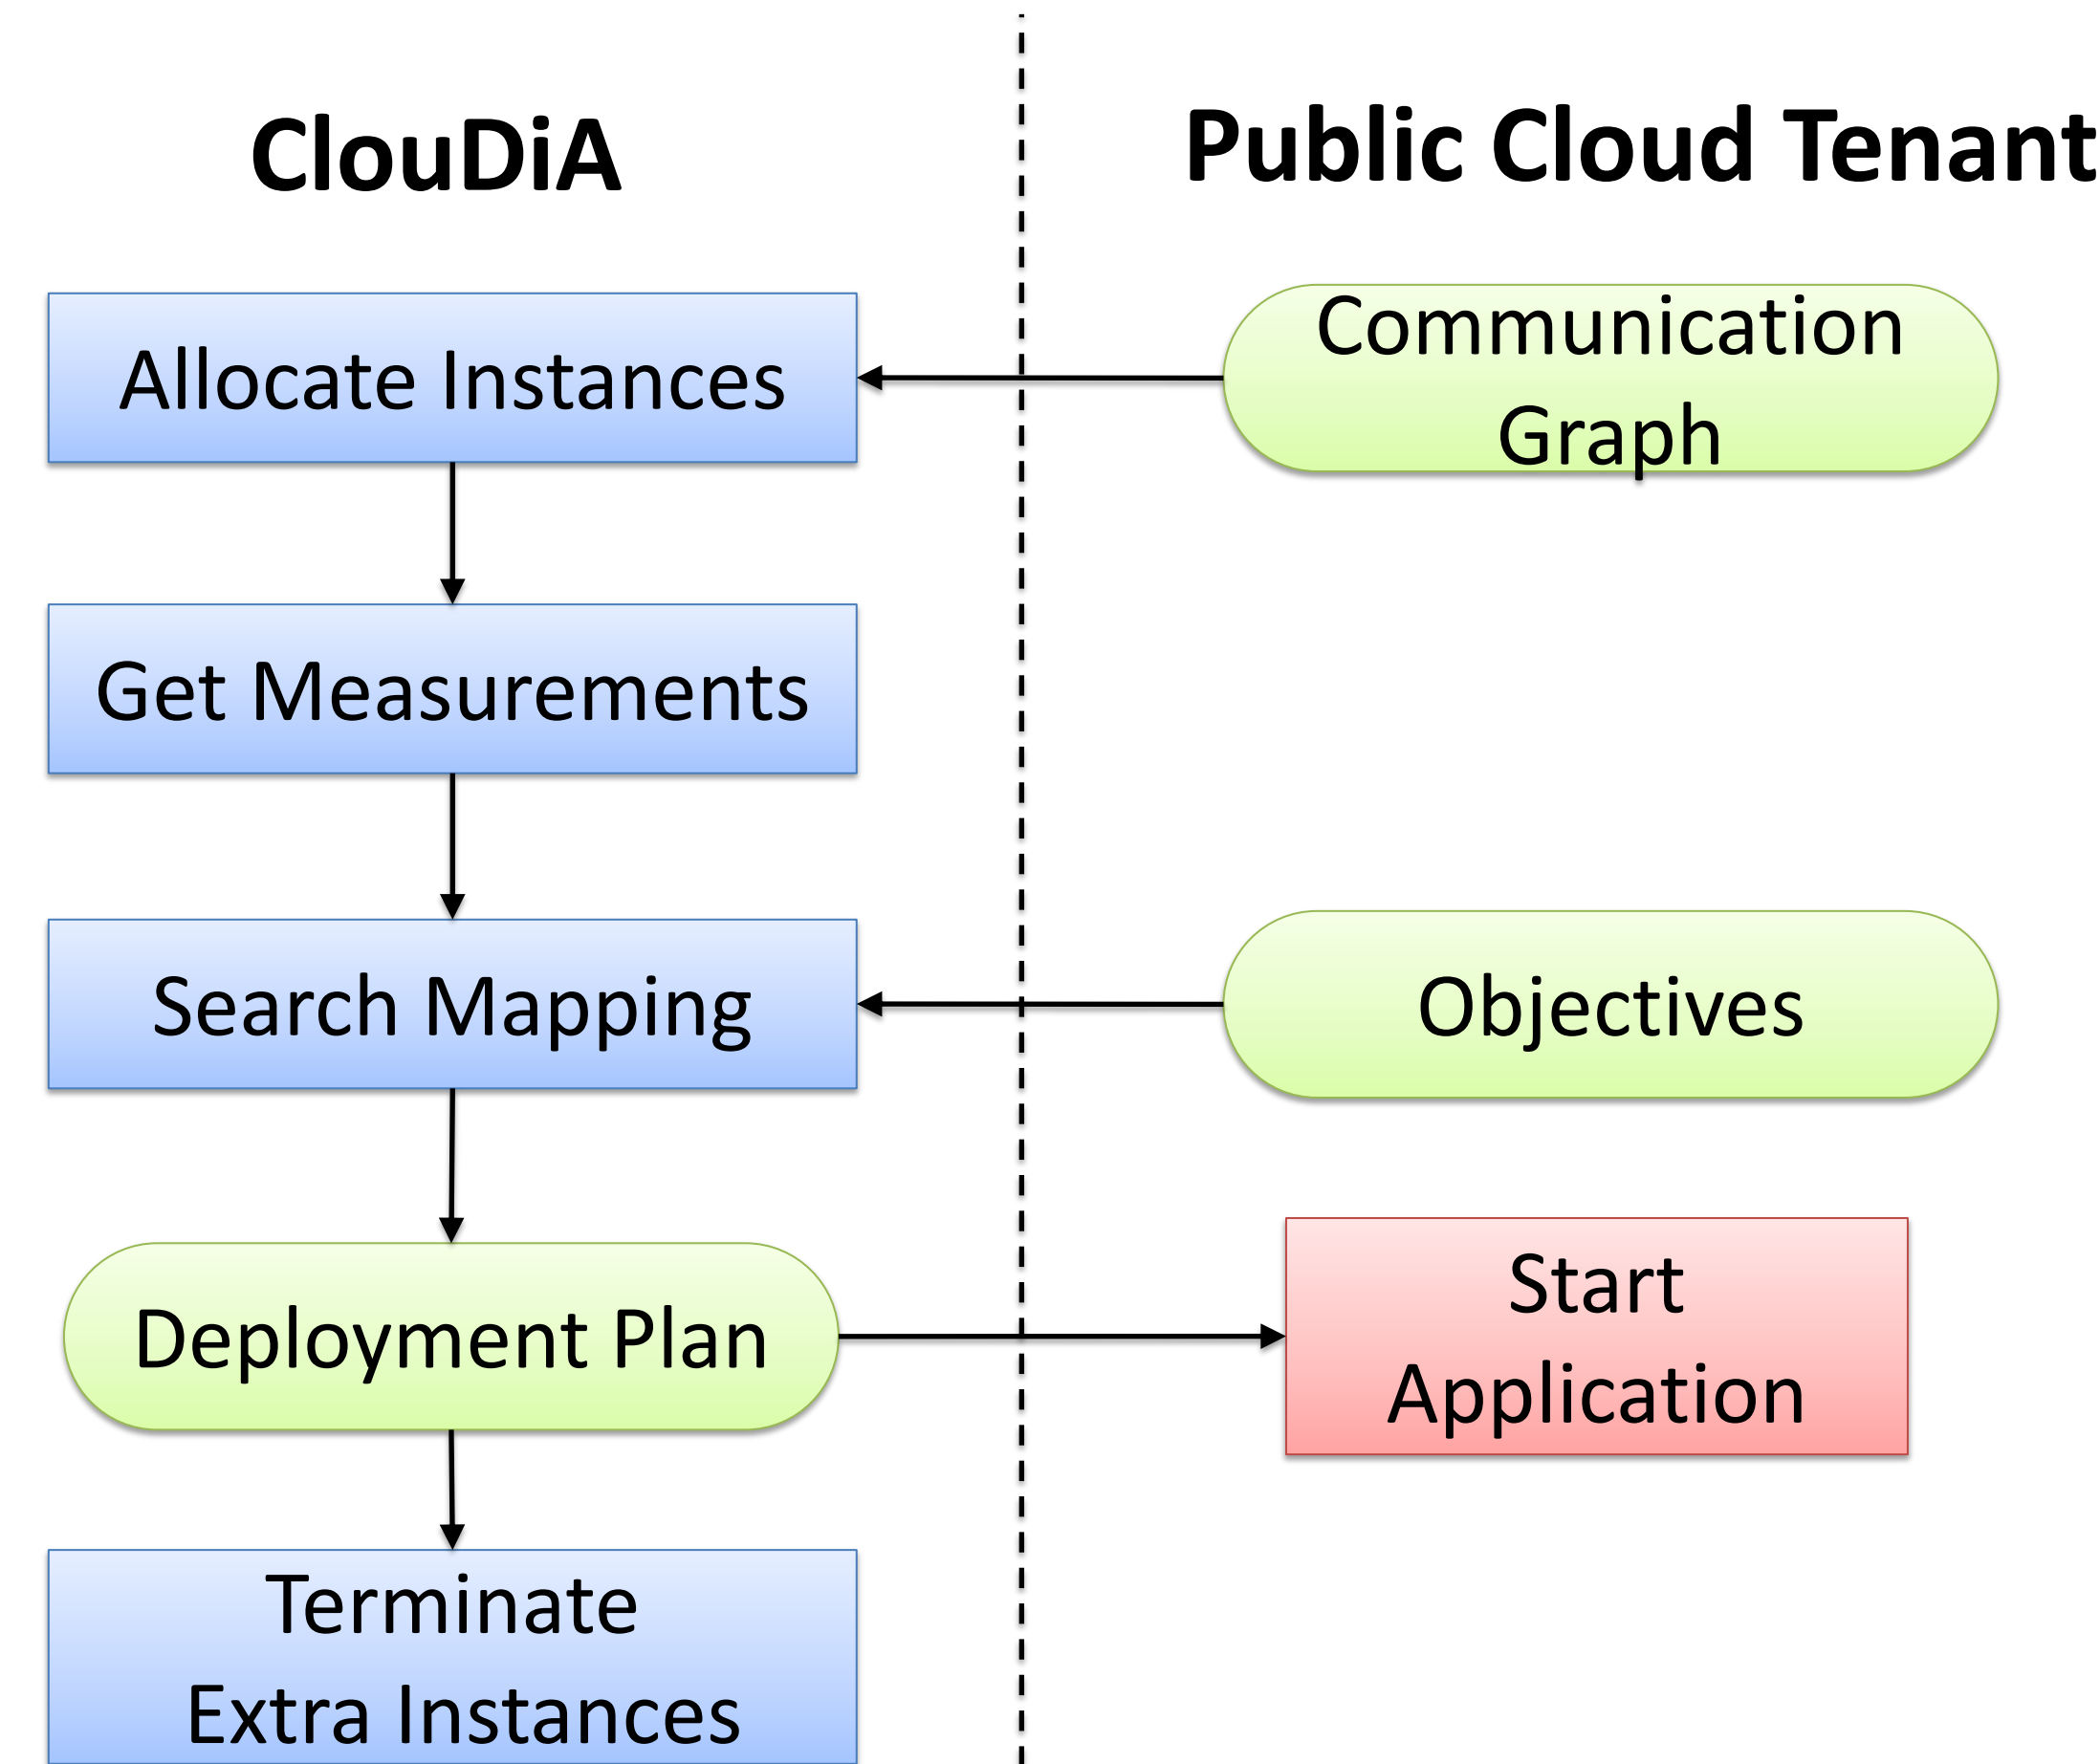 ClouDiA
Public Cloud Tenant
Allocate Instances
Communication
Graph
Get Measurements
Search Mapping
Objectives
Deployment Plan
Start
Application
Terminate
Extra Instances